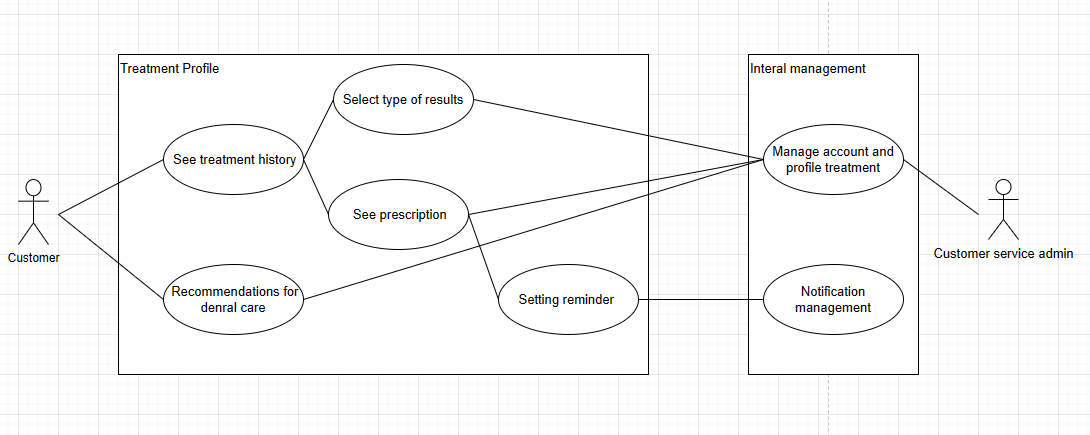 Treatment Profile
Interal management
Select type of results
See treatment history
Manage account and
profile treatment
See prescription
Customer
Customer service admin
Recommendations for
denral care
Setting reminder
Notification
management